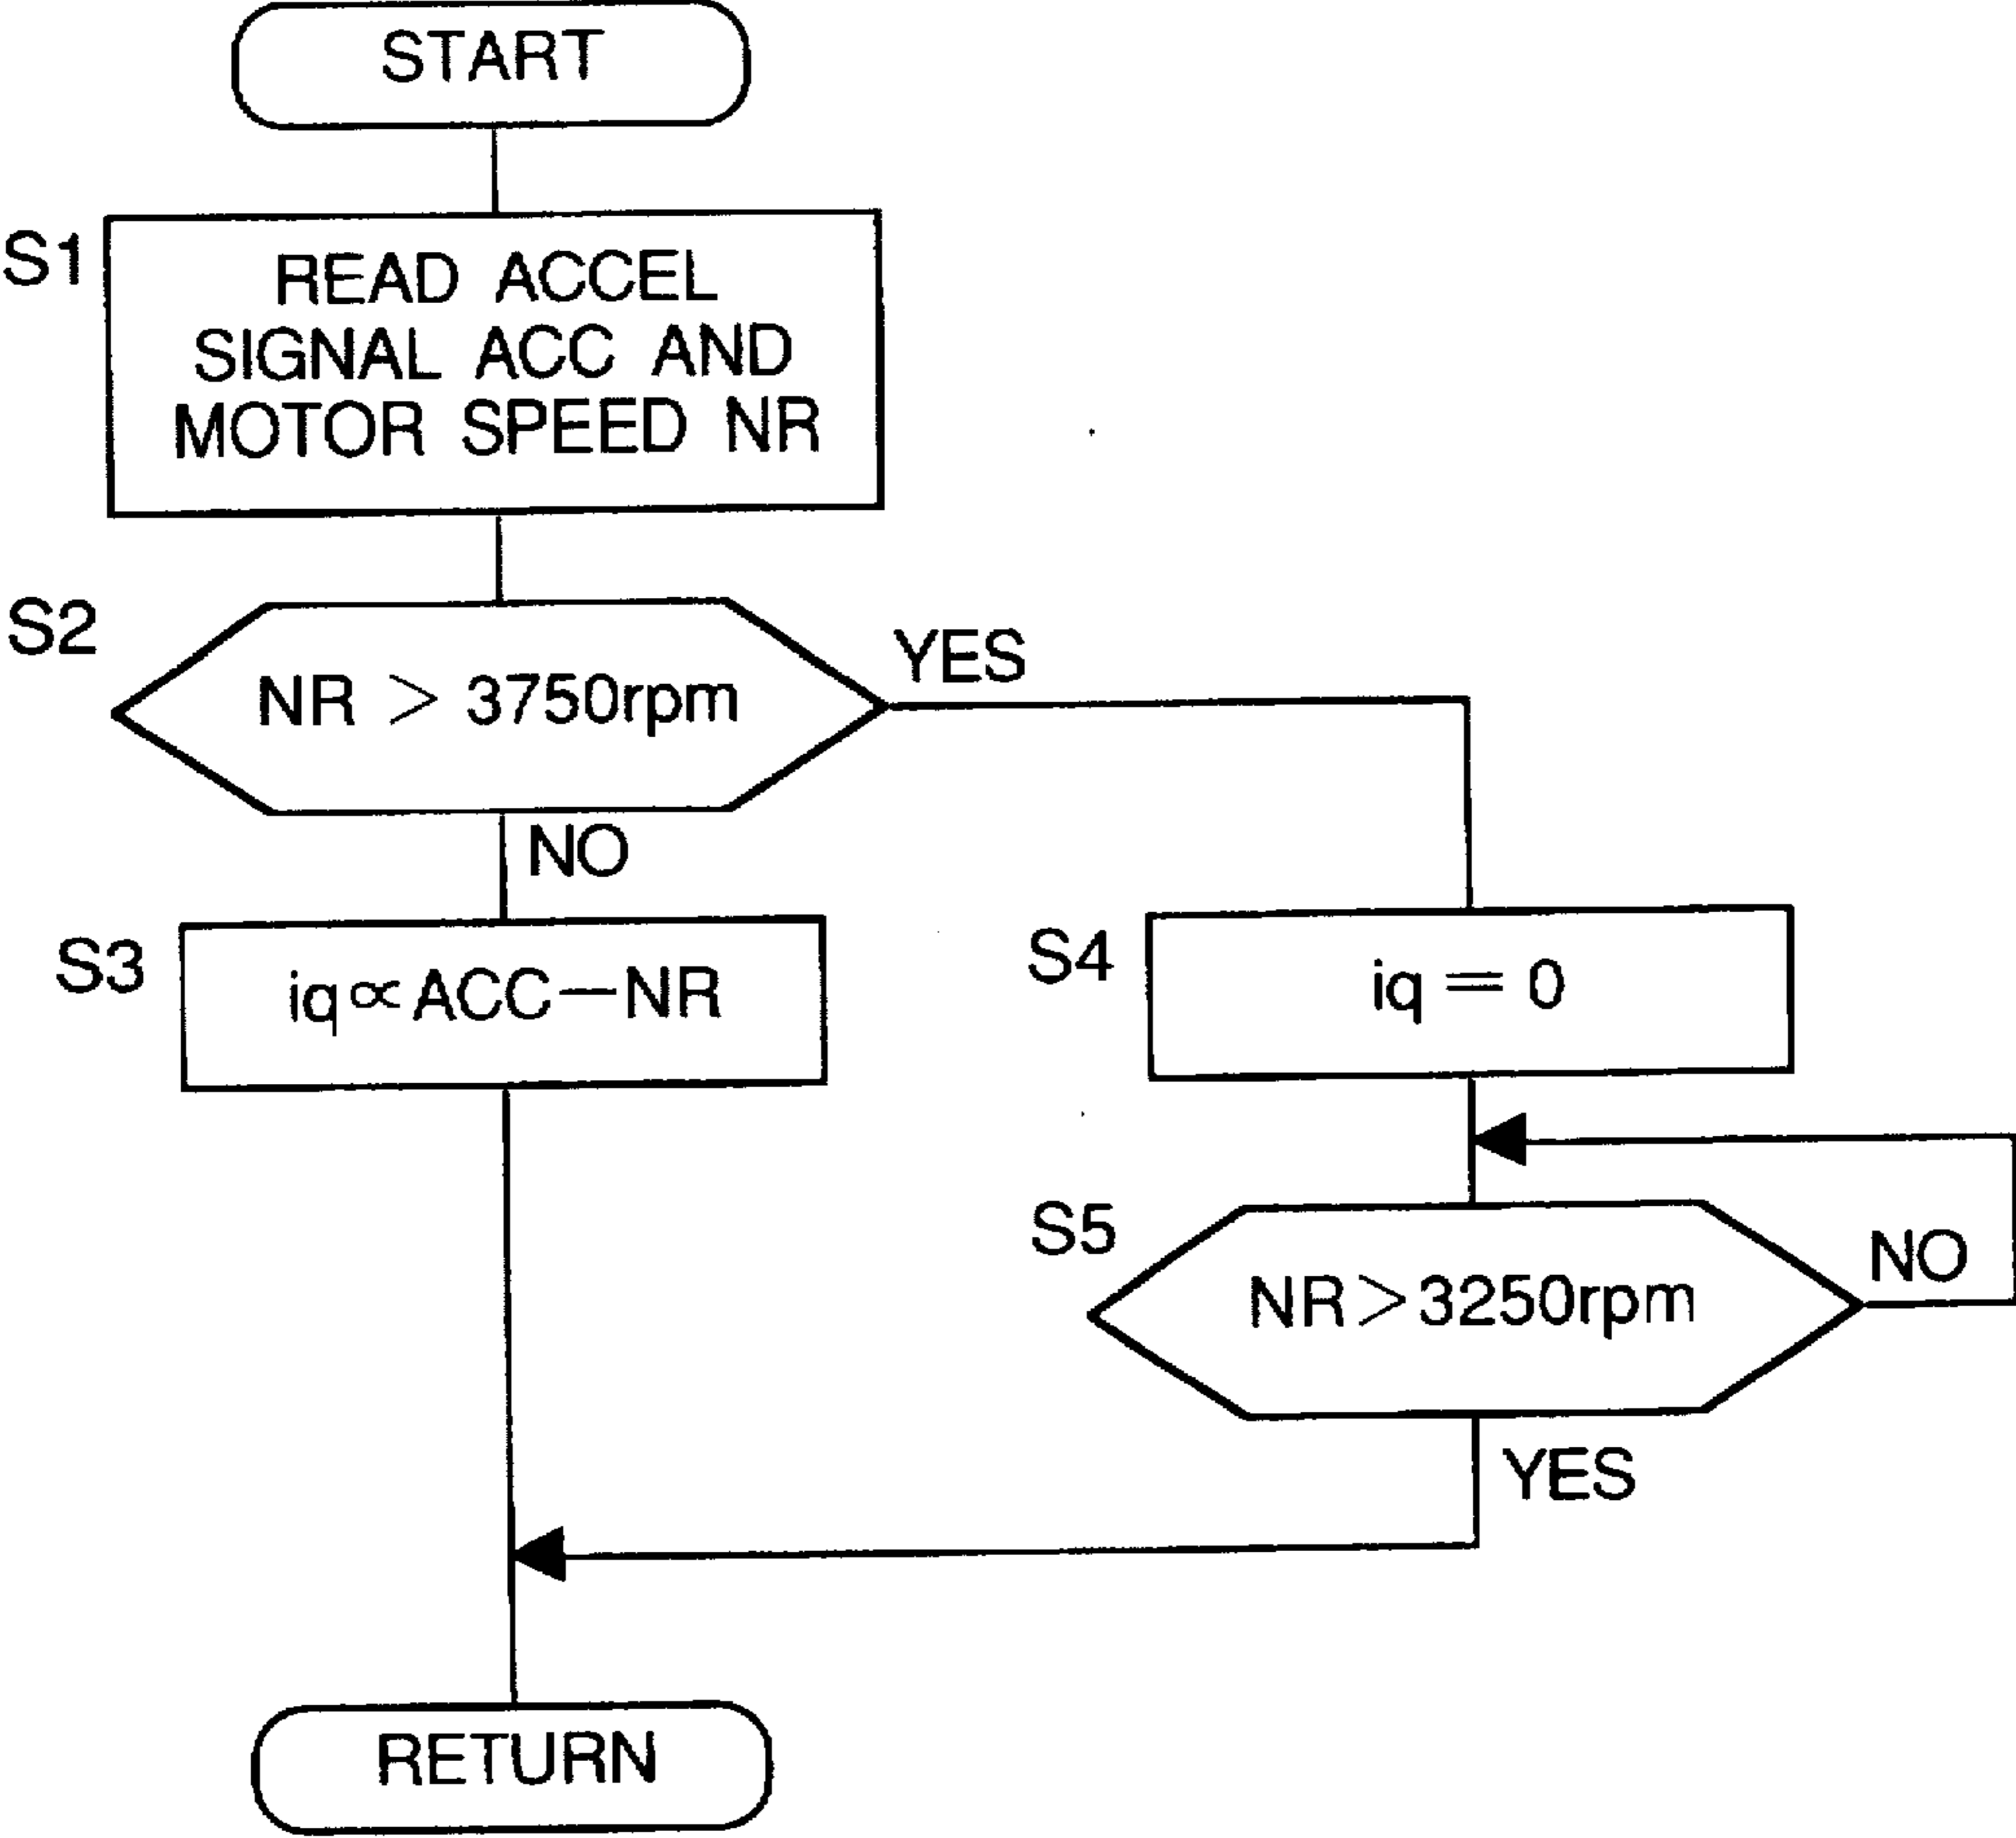 START
S1
READ ACCEL
SIGNAL ACC AND
MOTOR SPEED NR
S2
NR > 3750rpm
YES
NO
S3
iq∝ACC−NR
S4
iq = 0
S5
NR>3250rpm
NO
YES
RETURN